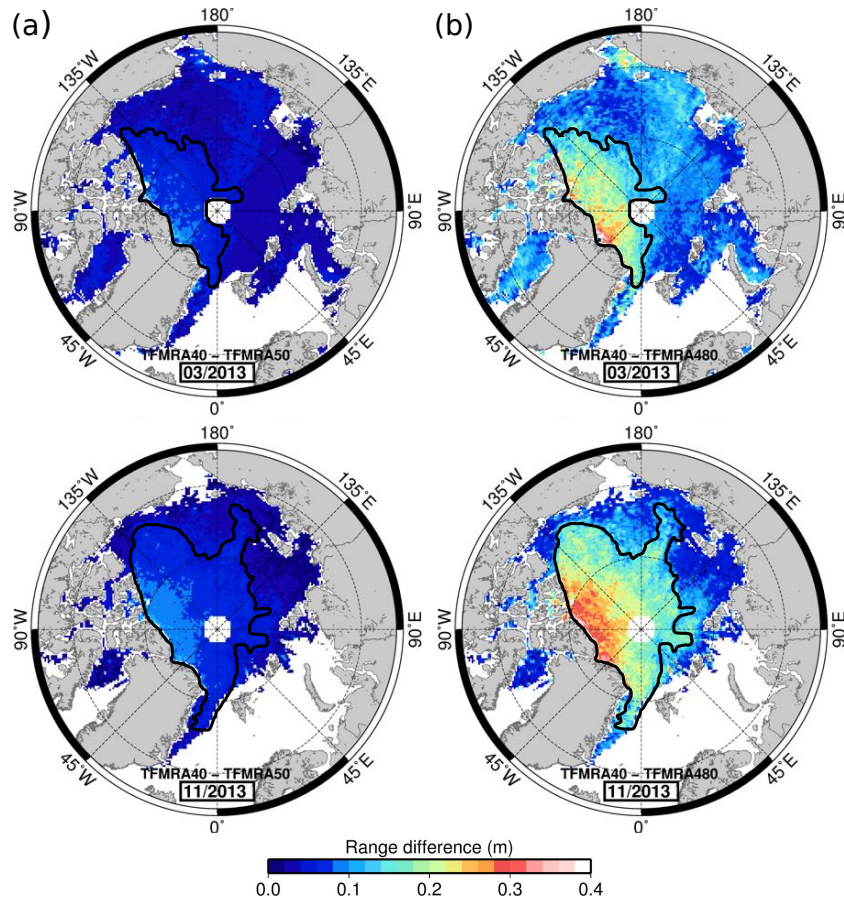 (a)
(b)
180˚
180˚
135˚W
135˚E
135˚W
135˚E
90˚W
90˚E
90˚W
90˚E
45˚W
45˚E
45˚W
45˚E
TFMRA40 − TFMRA50
TFMRA40 − TFMRA480
03/2013
03/2013
0˚
0˚
180˚
180˚
135˚W
135˚E
135˚W
135˚E
90˚W
90˚E
90˚W
90˚E
45˚W
45˚E
45˚W
45˚E
TFMRA40 − TFMRA50
TFMRA40 − TFMRA480
11/2013
11/2013
0˚
0˚
Range difference (m)
0.0 0.1 0.2 0.3 0.4